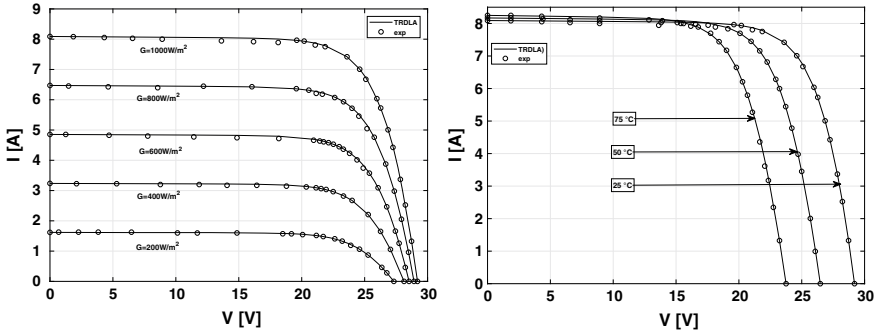 9
8
7
6
5
4
3
2
1
0
I [A]
TRDLA
exp
G=1000W/m²
G=800W/m²
G=600W/m²
G=400W/m²
G=200W/m²
0 5 10 15 20 25 30
V [V]
8
7
6
5
4
3
2
1
0
I [A]
TRDLA)
exp
75 °C
50 °C
25 °C
0 5 10 15 20 25 30
V [V]